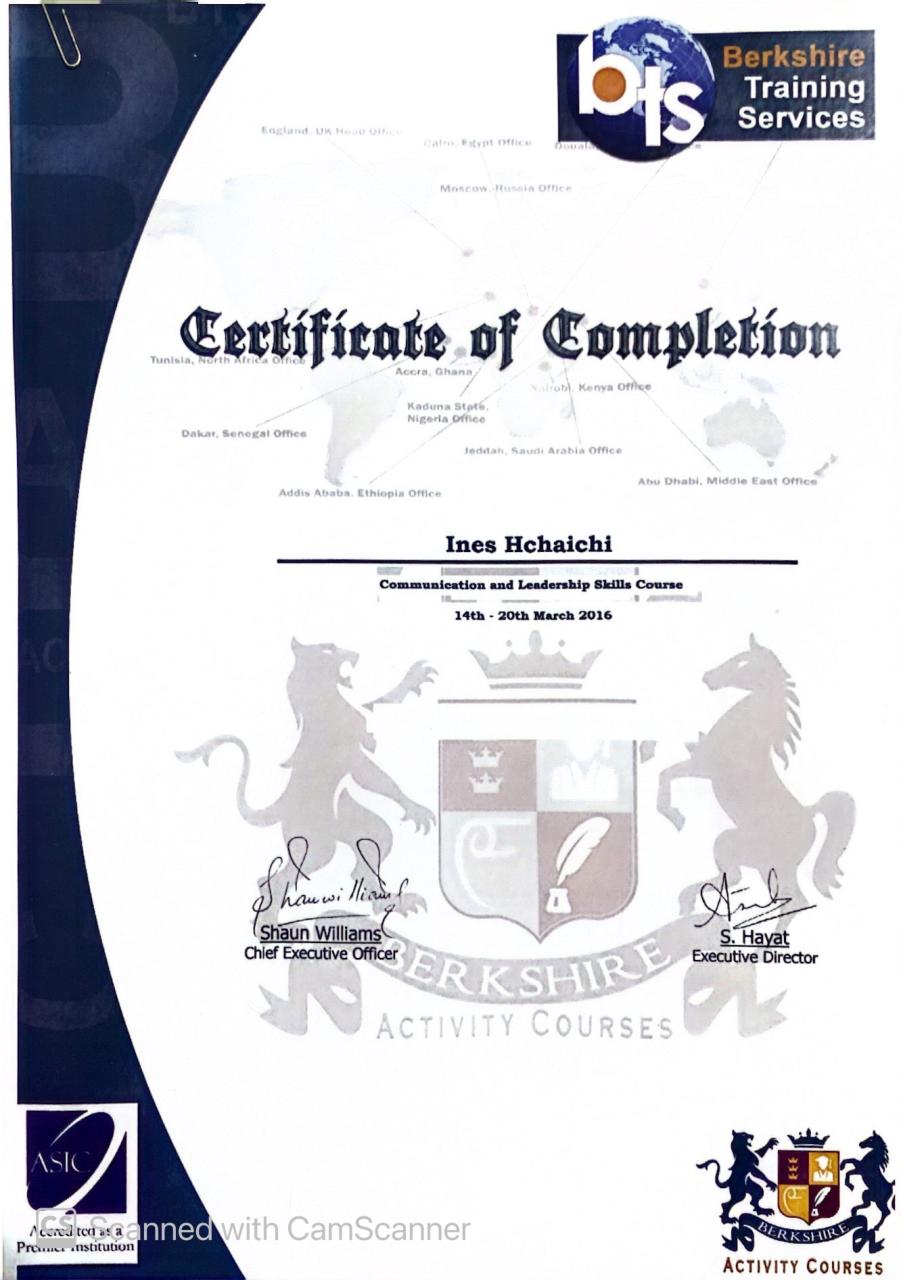 bts
Berkshire
Training
Services
England, UK Head Office
Cairo, Egypt Office
Moscow, Russia Office
Certificate of Completion
Tunisia, North Africa Office
Accra, Ghana
Nairobi, Kenya Office
Kaduna State,
Nigeria Office
Dakar, Senegal Office
Jeddah, Saudi Arabia Office
Abu Dhabi, Middle East Office
Addis Ababa, Ethiopia Office
Ines Hchaichi
Communication and Leadership Skills Course
14th - 20th March 2016
Shaun Williams
Shaun Williams
Chief Executive Officer
S. Hayat
Executive Director
BERKSHIRE
ACTIVITY COURSES
ASIC
Accredited as a
Premier Institution
CS Scanned with CamScanner
BERKSHIRE
ACTIVITY COURSES